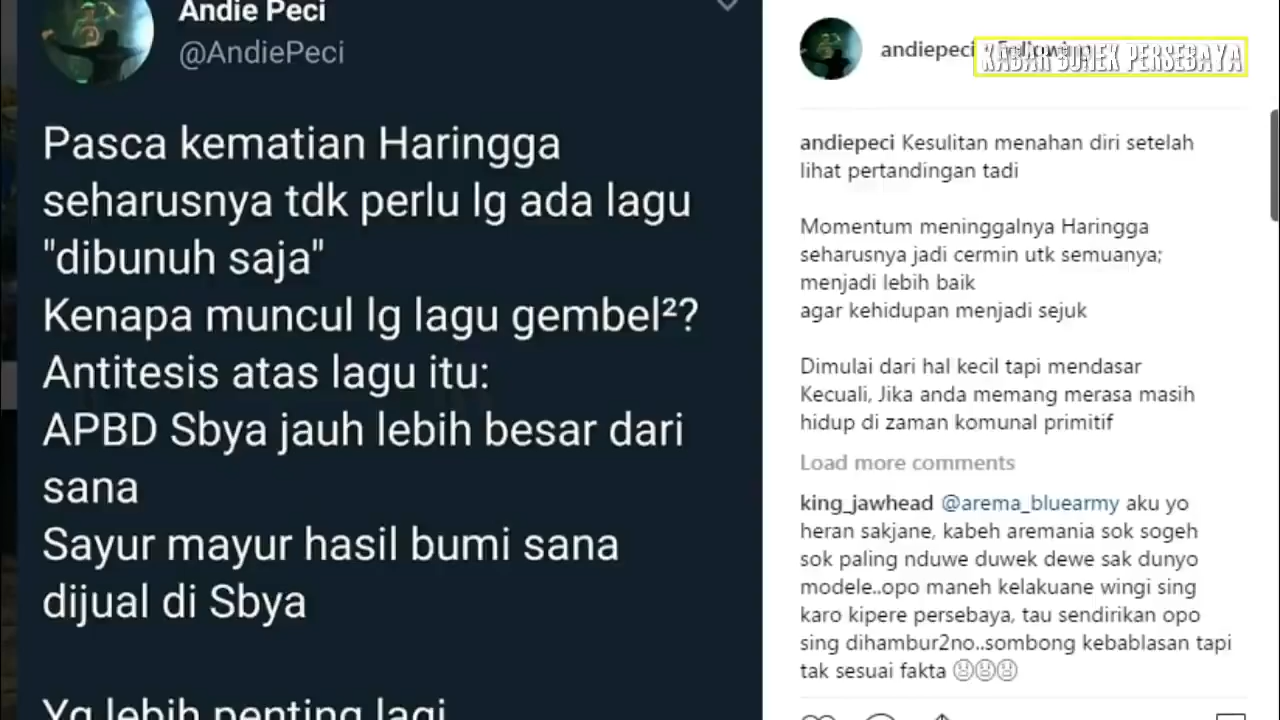 Andie Peci
@AndiePeci
Pasca kematian Haringga
seharusnya tdk perlu lg ada lagu
"dibunuh saja"
Kenapa muncul lg lagu gembel²?
Antitesis atas lagu itu:
APBD Sbya jauh lebih besar dari
sana
Sayur mayur hasil bumi sana
dijual di Sbya
Yg lebih penting lagi
andiepeci
KABAR BONEK PERSEBAYA
andiepeci Kesulitan menahan diri setelah
lihat pertandingan tadi
Momentum meninggalnya Haringga
seharusnya jadi cermin utk semuanya;
menjadi lebih baik
agar kehidupan menjadi sejuk
Dimulai dari hal kecil tapi mendasar
Kecuali, Jika anda memang merasa masih
hidup di zaman komunal primitif
Load more comments
king_jawhead @arema_bluearmy aku yo
heran sakjane, kabeh aremania sok sogeh
sok paling nduwe duwek dewe sak dunyo
modele..opo maneh kelakuane wingi sing
karo kipere persebaya, tau sendirikan opo
sing dihambur2no..sombong kebablasan tapi
tak sesuai fakta